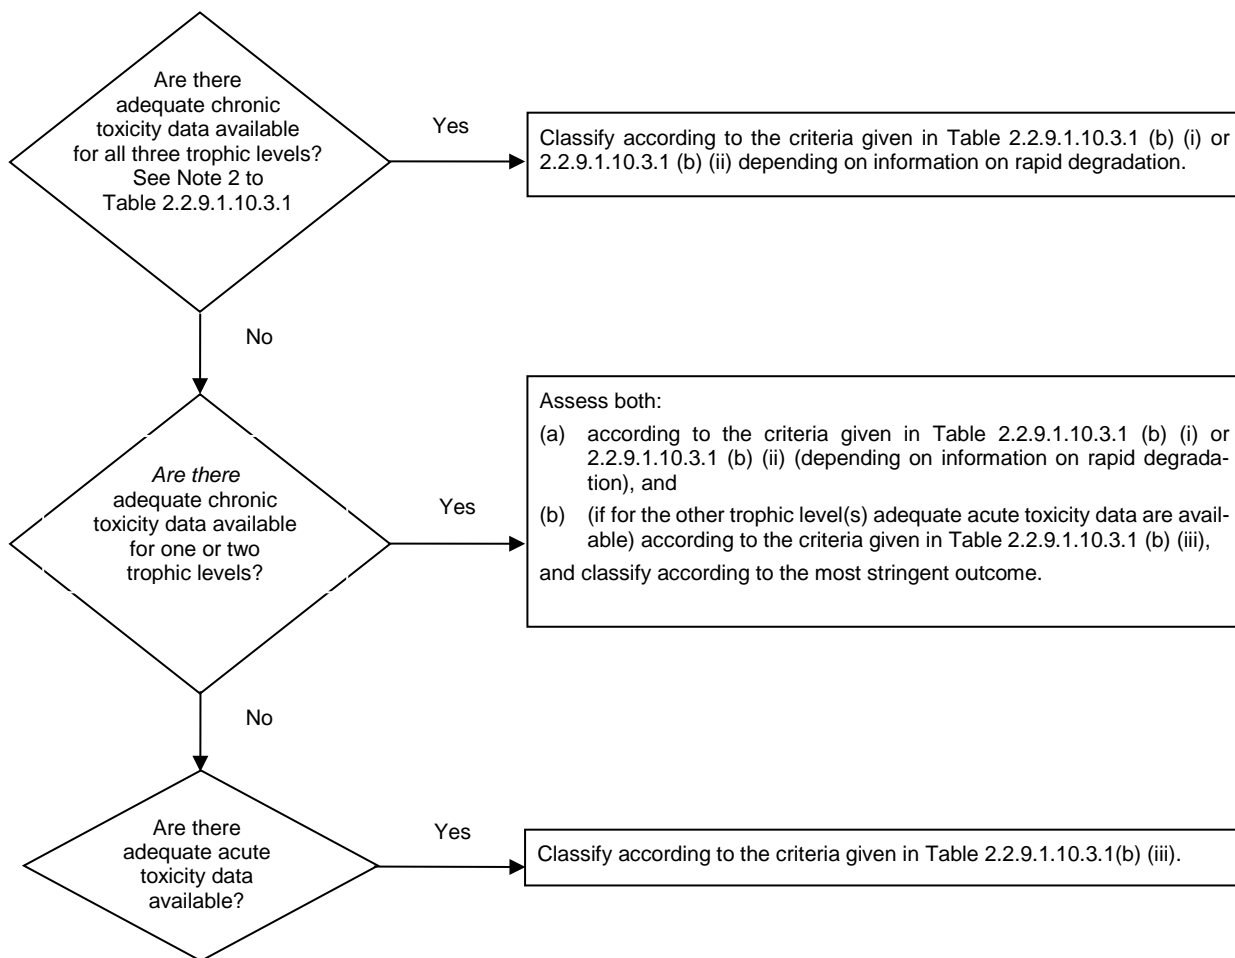 Are there
adequate chronic
toxicity data available
for all three trophic levels?
See Note 2 to
Table 2.2.9.1.10.3.1
Yes
Classify according to the criteria given in Table 2.2.9.1.10.3.1 (b) (i) or
2.2.9.1.10.3.1 (b) (ii) depending on information on rapid degradation.
No
Are there
adequate chronic
toxicity data available
for one or two
trophic levels?
Yes
Assess both:
(a) according to the criteria given in Table 2.2.9.1.10.3.1 (b) (i) or
2.2.9.1.10.3.1 (b) (ii) (depending on information on rapid degrada-
tion), and
(b) (if for the other trophic level(s) adequate acute toxicity data are avail-
able) according to the criteria given in Table 2.2.9.1.10.3.1 (b) (iii),
and classify according to the most stringent outcome.
No
Are there
adequate acute
toxicity data
available?
Yes
Classify according to the criteria given in Table 2.2.9.1.10.3.1(b) (iii).